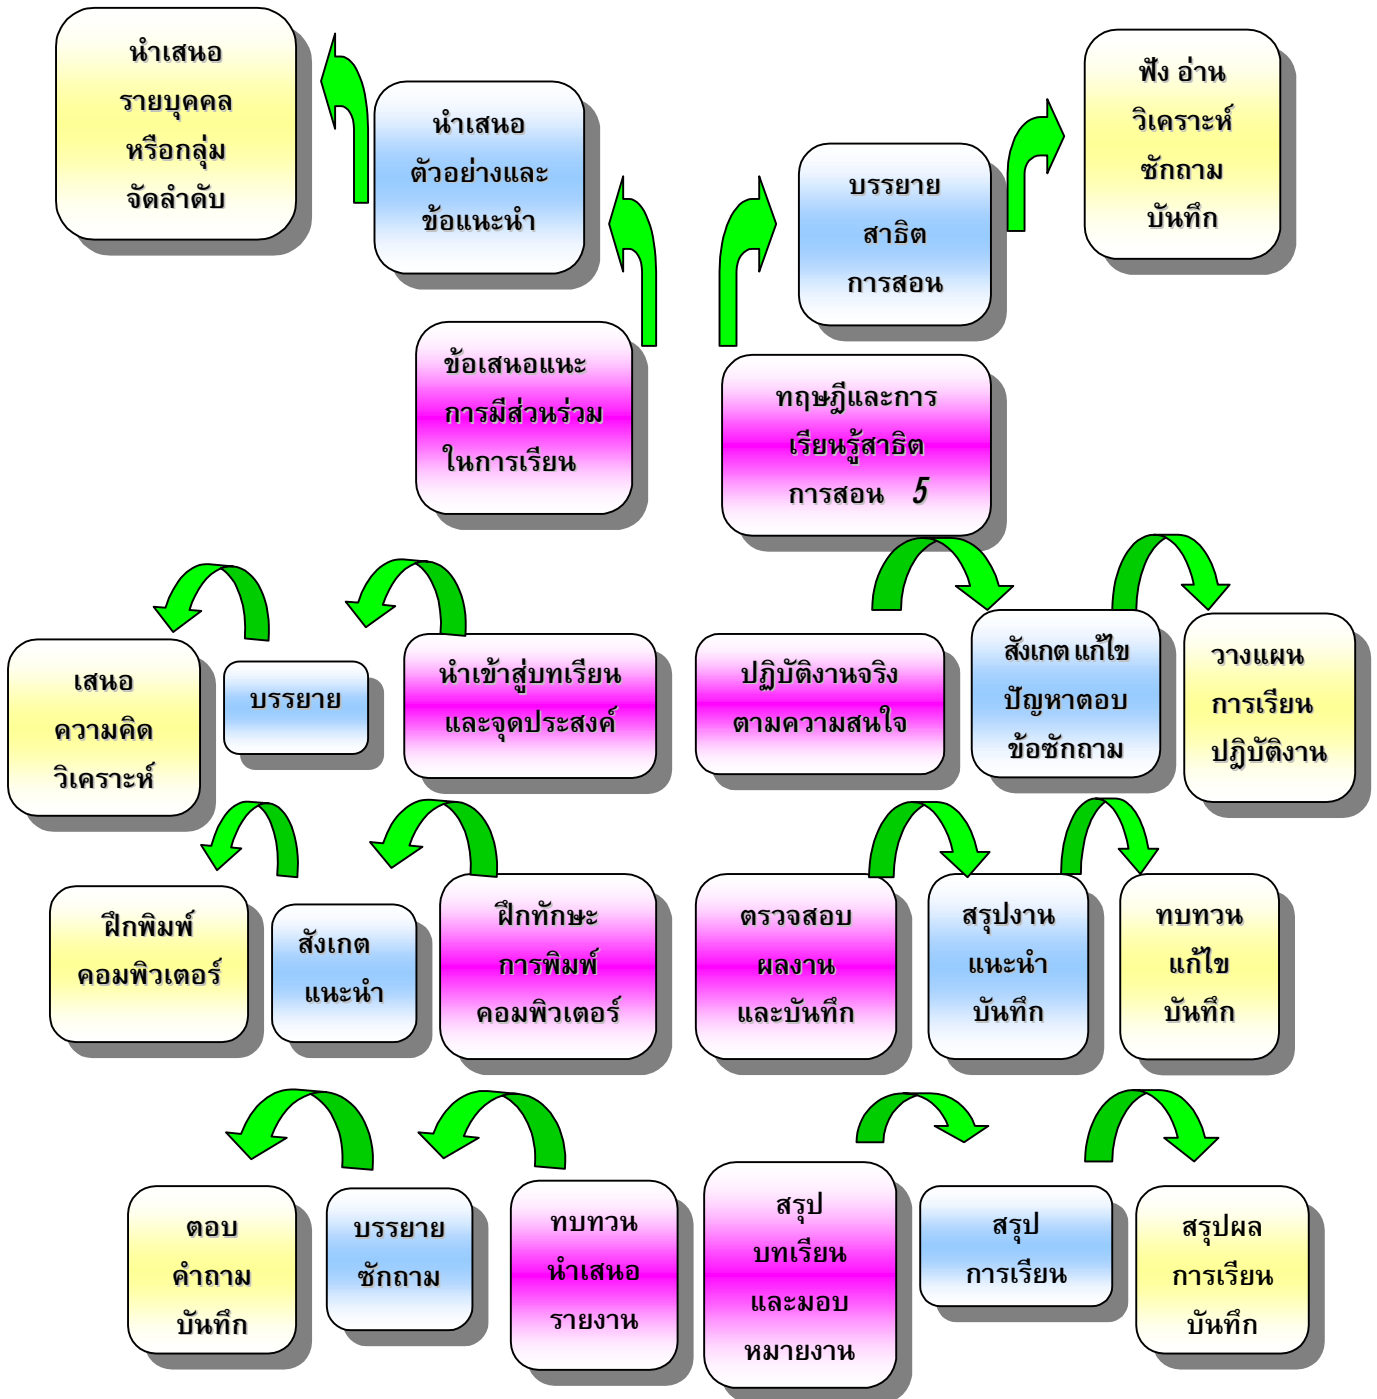 นำเสนอ
รายบุคคล
หรือกลุ่ม
จัดลำดับ
นำเสนอ
ตัวอย่างและ
ข้อแนะนำ
บรรยาย
สาธิต
การสอน
ฟัง อ่าน
วิเคราะห์
ซักถาม
บันทึก
ข้อเสนอแนะ
การมีส่วนร่วม
ในการเรียน
ทฤษฎีและการ
เรียนรู้สาธิต
การสอน 5
เสนอ
ความคิด
วิเคราะห์
บรรยาย
นำเข้าสู่บทเรียน
และจุดประสงค์
ปฏิบัติงานจริง
ตามความสนใจ
สังเกต แก้ไข
ปัญหาตอบ
ข้อซักถาม
วางแผน
การเรียน
ปฎิบัติงาน
ฝึกพิมพ์
คอมพิวเตอร์
สังเกต
แนะนำ
ฝึกทักษะ
การพิมพ์
คอมพิวเตอร์
ตรวจสอบ
ผลงาน
และบันทึก
สรุปงาน
แนะนำ
บันทึก
ทบทวน
แก้ไข
บันทึก
ตอบ
คำถาม
บันทึก
บรรยาย
ซักถาม
ทบทวน
นำเสนอ
รายงาน
สรุป
บทเรียน
และมอบ
หมายงาน
สรุป
การเรียน
สรุปผล
การเรียน
บันทึก